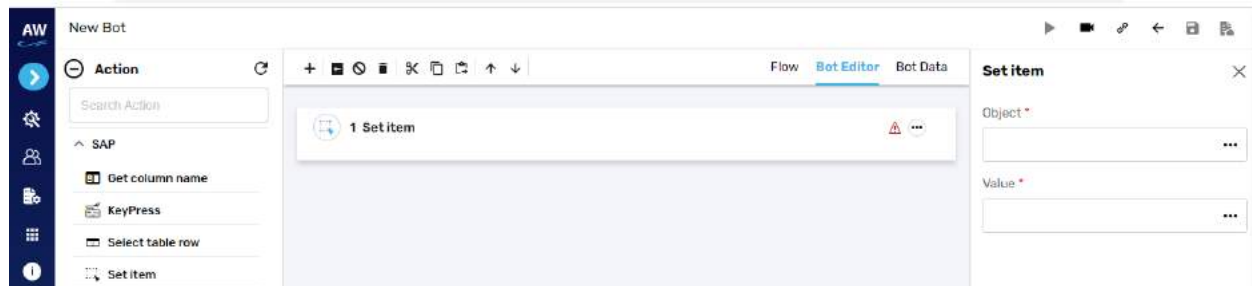 AW
New Bot
Action
Search Action
SAP
Get column name
KeyPress
Select table row
Set item
Flow Bot Editor Bot Data
1 Set item
Set item
Object *
Value *